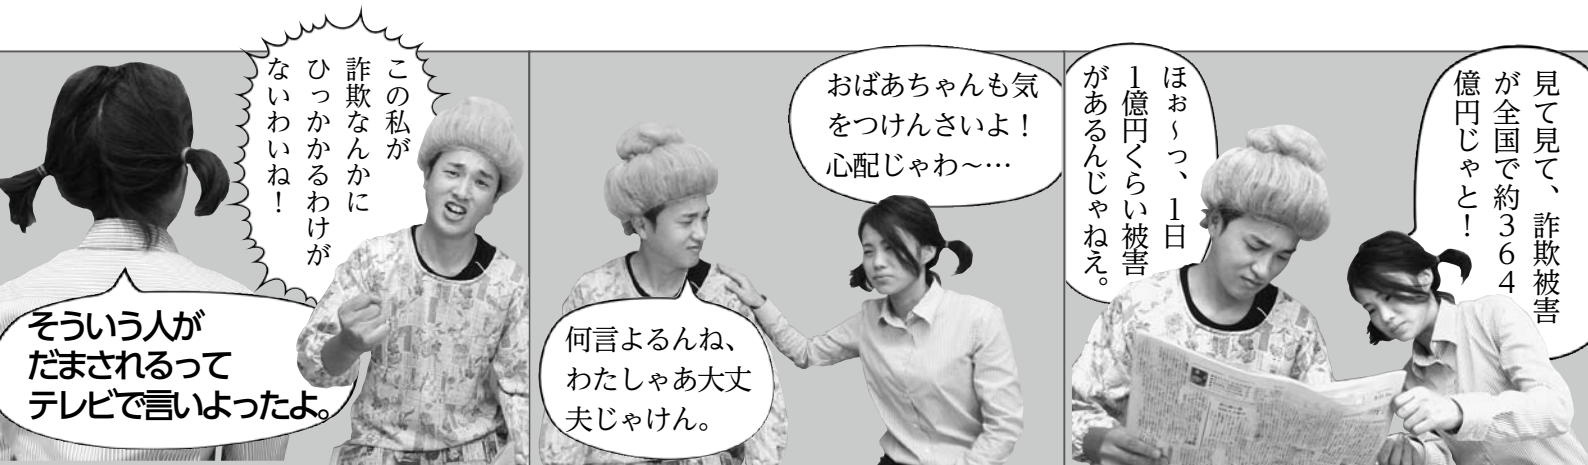 見て見て、詐欺被害
が全国で約３６４
億円じゃと！
ほぉ～っ、１日
１億円くらい被害
があるんじゃねえ。
おばあちゃんも気
をつけんさいよ！
心配じゃわ～…
何言よるんね、
わたしゃあ大丈
夫じゃけん。
この私が
詐欺なんかに
ひっかかるわけが
ないわいね！
そういう人が
だまされるって
テレビで言いよったよ。